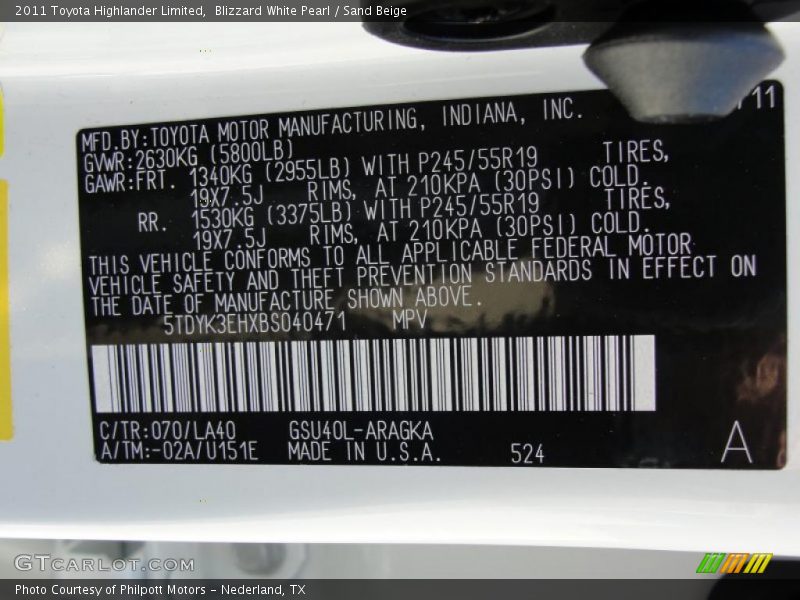 2011 Toyota Highlander Limited,  Blizzard White Pearl / Sand Beige
11
MFD.BY:TOYOTA MOTOR MANUFACTURING, INDIANA, INC.
GVWR:2630KG (5800LB)
GAWR:FRT. 1340KG (2955LB) WITH P245/55R19 TIRES,
19X7.5J RIMS, AT 210KPA (30PSI) COLD.
RR. 1530KG (3375LB) WITH P245/55R19 TIRES,
19X7.5J RIMS, AT 210KPA (30PSI) COLD.
THIS VEHICLE CONFORMS TO ALL APPLICABLE FEDERAL MOTOR
VEHICLE SAFETY AND THEFT PREVENTION STANDARDS IN EFFECT ON
THE DATE OF MANUFACTURE SHOWN ABOVE.
5TDYK3EHXBS040471 MPV
C/TR:070/LA40 GSU40L-ARAGKA
A/TM:-02A/U151E MADE IN U.S.A. 524
A
GTCARLOT.COM
Photo Courtesy of Philpott Motors - Nederland, TX